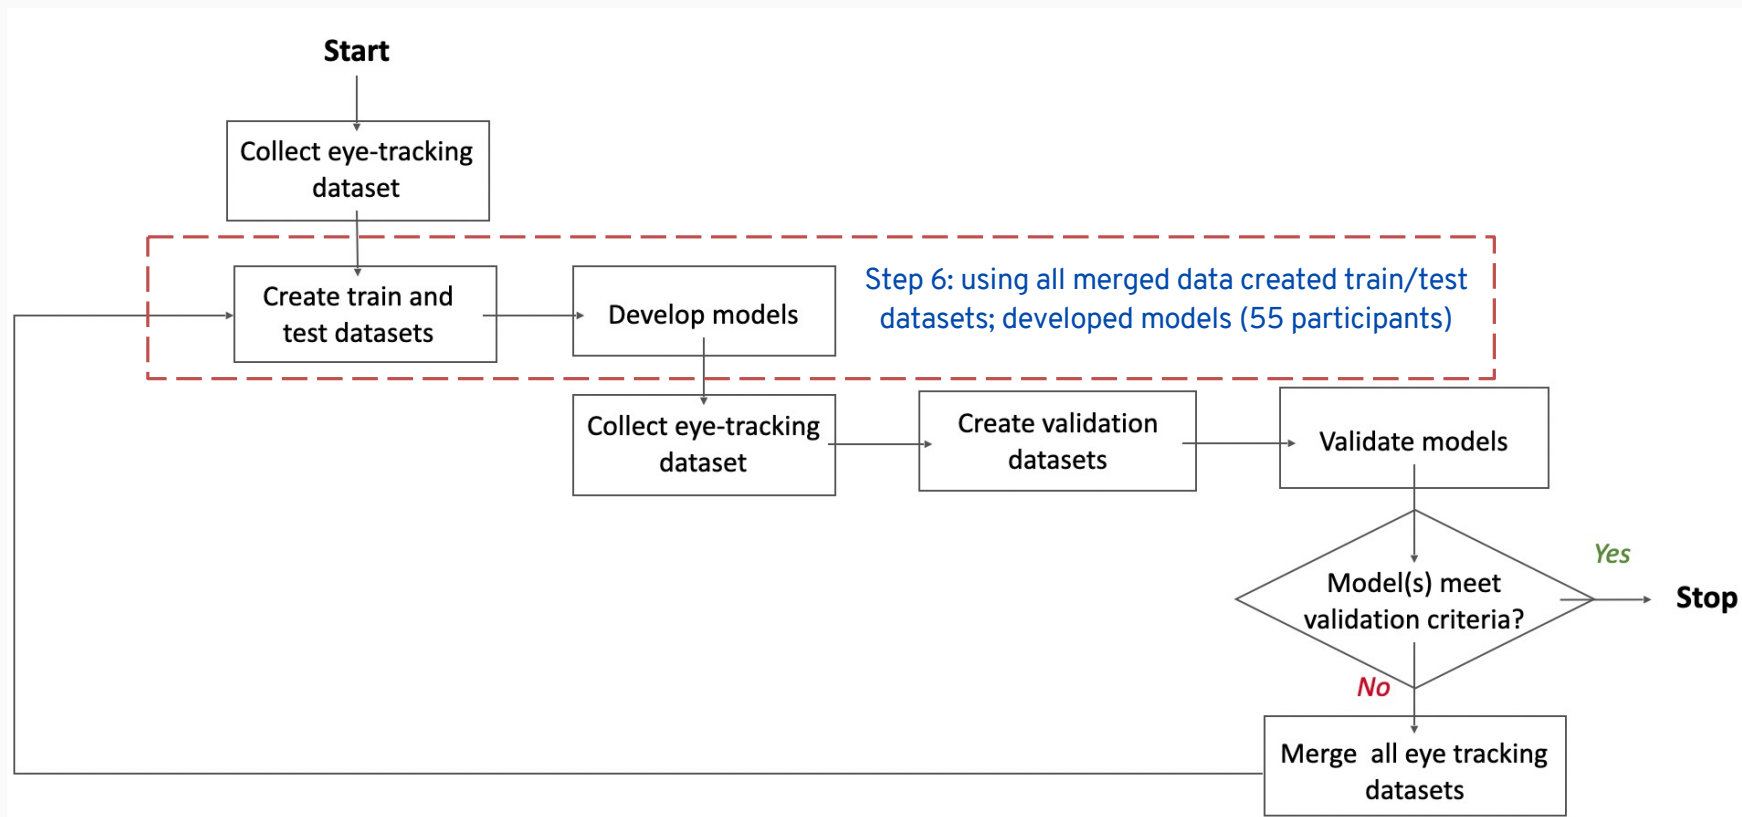 Start
Collect eye-tracking
dataset
Create train and
test datasets
Develop models
Step 6: using all merged data created train/test
datasets; developed models (55 participants)
Collect eye-tracking
dataset
Create validation
datasets
Validate models
Model(s) meet
validation criteria?
Yes
Stop
No
Merge all eye tracking
datasets